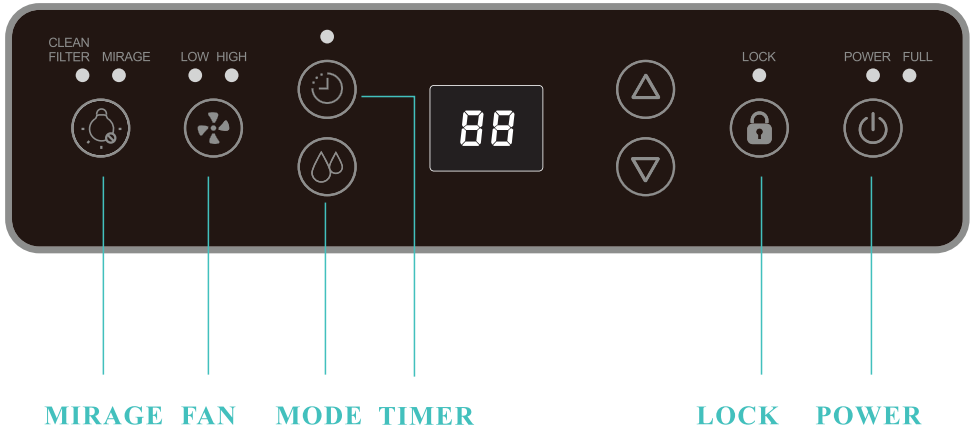 CLEAN
FILTER MIRAGE LOW HIGH LOCK POWER FULL
88
MIRAGE FAN MODE TIMER LOCK POWER